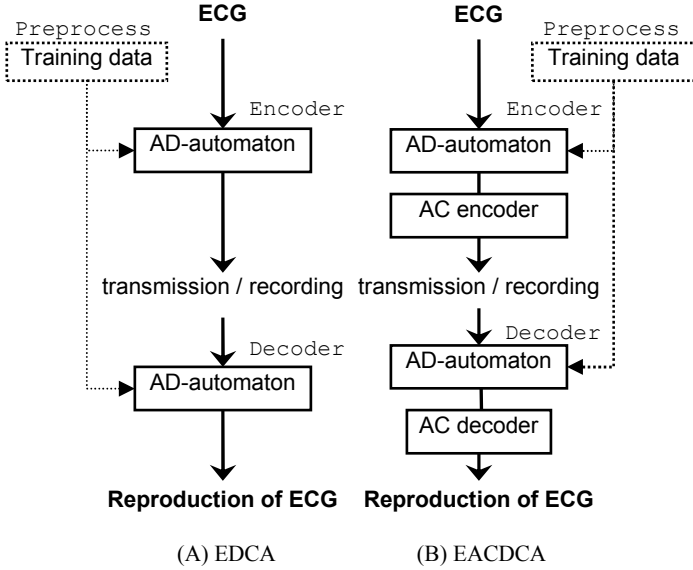 ECG
Preprocess
Training data
Encoder
AD-automaton
transmission / recording
Decoder
AD-automaton
Reproduction of ECG
(A) EDCA
ECG
Preprocess
Training data
Encoder
AD-automaton
AC encoder
transmission / recording
Decoder
AD-automaton
AC decoder
Reproduction of ECG
(B) EACDCA